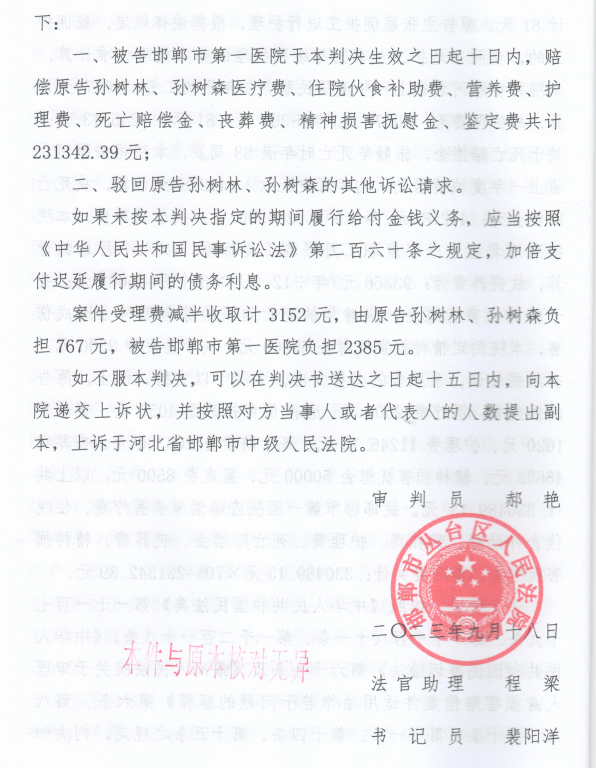 下:
一、被告邯郸市第一医院于本判决生效之日起十日内,赔
偿原告孙树林、孙树森医疗费、住院伙食补助费、营养费、护
理费、死亡赔偿金、丧葬费、精神损害抚慰金、鉴定费共计
231342.39元;
二、驳回原告孙树林、孙树森的其他诉讼请求。
如果未按本判决指定的期间履行给付金钱义务,应当按照
《中华人民共和国民事诉讼法》第二百六十条之规定,加倍支
付迟延履行期间的债务利息。
案件受理费减半收取计3152元,由原告孙树林、孙树森负
担767元,被告邯郸市第一医院负担2385元。
如不服本判决,可以在判决书送达之日起十五日内,向本
院递交上诉状,并按照对方当事人或者代表人的人数提出副
本,上诉于河北省邯郸市中级人民法院。
审 判 员 郝 艳
邯郸市丛台区人民法院
二〇二三年九月十八日
本件与原本核对无异
法官助理 程 梁
书 记 员 裴阳洋